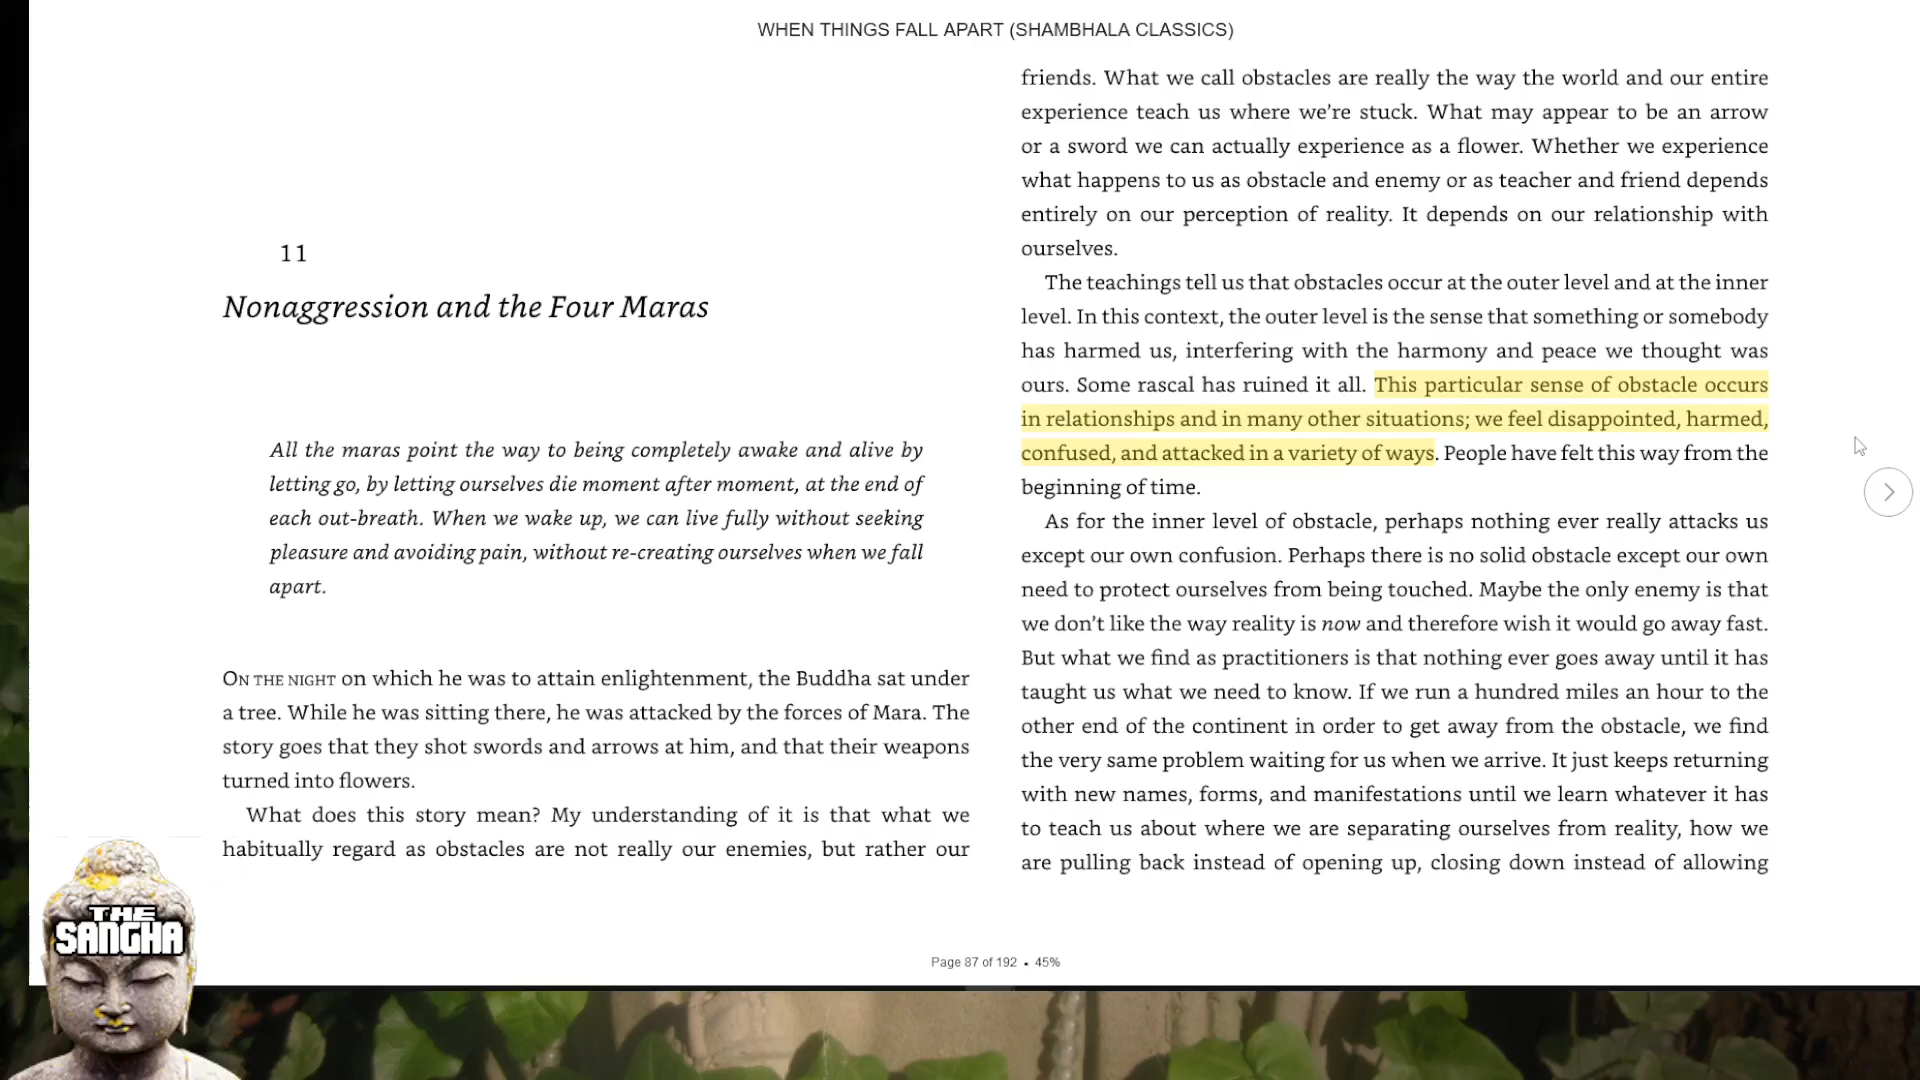 WHEN THINGS FALL APART (SHAMBHALA CLASSICS)
11
Nonaggression and the Four Maras
All the maras point the way to being completely awake and alive by
letting go, by letting ourselves die moment after moment, at the end of
each out-breath. When we wake up, we can live fully without seeking
pleasure and avoiding pain, without re-creating ourselves when we fall
apart.
ON THE NIGHT on which he was to attain enlightenment, the Buddha sat under
a tree. While he was sitting there, he was attacked by the forces of Mara. The
story goes that they shot swords and arrows at him, and that their weapons
turned into flowers.
What does this story mean? My understanding of it is that what we
habitually regard as obstacles are not really our enemies, but rather our
friends. What we call obstacles are really the way the world and our entire
experience teach us where we’re stuck. What may appear to be an arrow
or a sword we can actually experience as a flower. Whether we experience
what happens to us as obstacle and enemy or as teacher and friend depends
entirely on our perception of reality. It depends on our relationship with
ourselves.
The teachings tell us that obstacles occur at the outer level and at the inner
level. In this context, the outer level is the sense that something or somebody
has harmed us, interfering with the harmony and peace we thought was
ours. Some rascal has ruined it all. This particular sense of obstacle occurs
in relationships and in many other situations; we feel disappointed, harmed,
confused, and attacked in a variety of ways. People have felt this way from the
beginning of time.
As for the inner level of obstacle, perhaps nothing ever really attacks us
except our own confusion. Perhaps there is no solid obstacle except our own
need to protect ourselves from being touched. Maybe the only enemy is that
we don’t like the way reality is now and therefore wish it would go away fast.
But what we find as practitioners is that nothing ever goes away until it has
taught us what we need to know. If we run a hundred miles an hour to the
other end of the continent in order to get away from the obstacle, we find
the very same problem waiting for us when we arrive. It just keeps returning
with new names, forms, and manifestations until we learn whatever it has
to teach us about where we are separating ourselves from reality, how we
are pulling back instead of opening up, closing down instead of allowing
THE
SANGHA
Page 87 of 192 • 45%